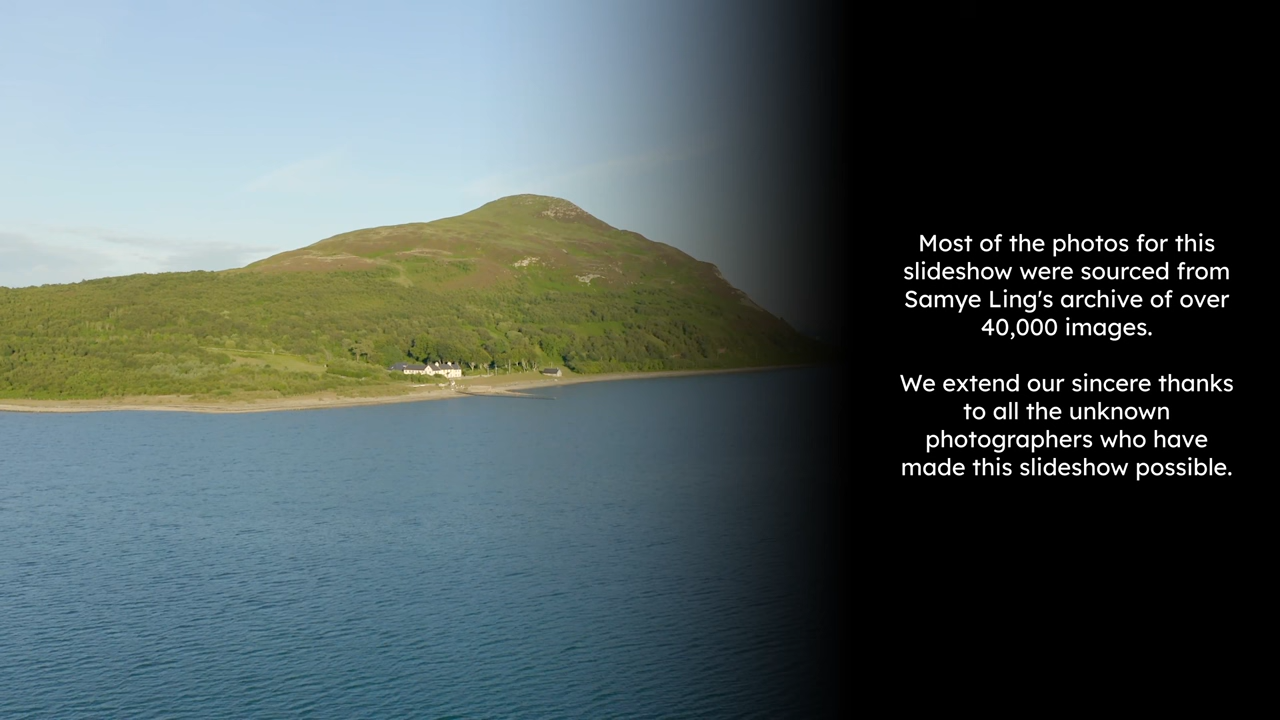 Most of the photos for this
slideshow were sourced from
Samye Ling's archive of over
40,000 images.
We extend our sincere thanks
to all the unknown
photographers who have
made this slideshow possible.